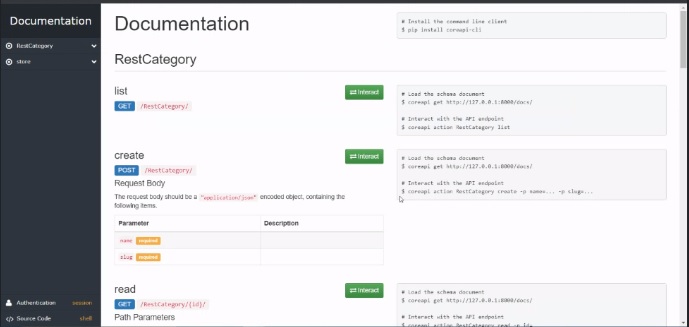 Documentation
RestCategory
store
Authentication session
Source Code shell
Documentation
# Install the command line client
$ pip install coreapi-cli
RestCategory
list
Interact
GET /RestCategory/
# Load the schema document
$ coreapi get http://127.0.0.1:8000/docs/
# Interact with the API endpoint
$ coreapi action RestCategory list
create
Interact
POST /RestCategory/
Request Body
The request body should be a "application/json" encoded object, containing the
following items.
Parameter Description
name required
slug required
# Load the schema document
$ coreapi get http://127.0.0.1:8000/docs/
# Interact with the API endpoint
$ coreapi action RestCategory create -p name=... -p slug=...
read
Interact
GET /RestCategory/{id}/
Path Parameters
# Load the schema document
$ coreapi get http://127.0.0.1:8000/docs/
# Interact with the API endpoint
$ coreapi action RestCategory read -p id=